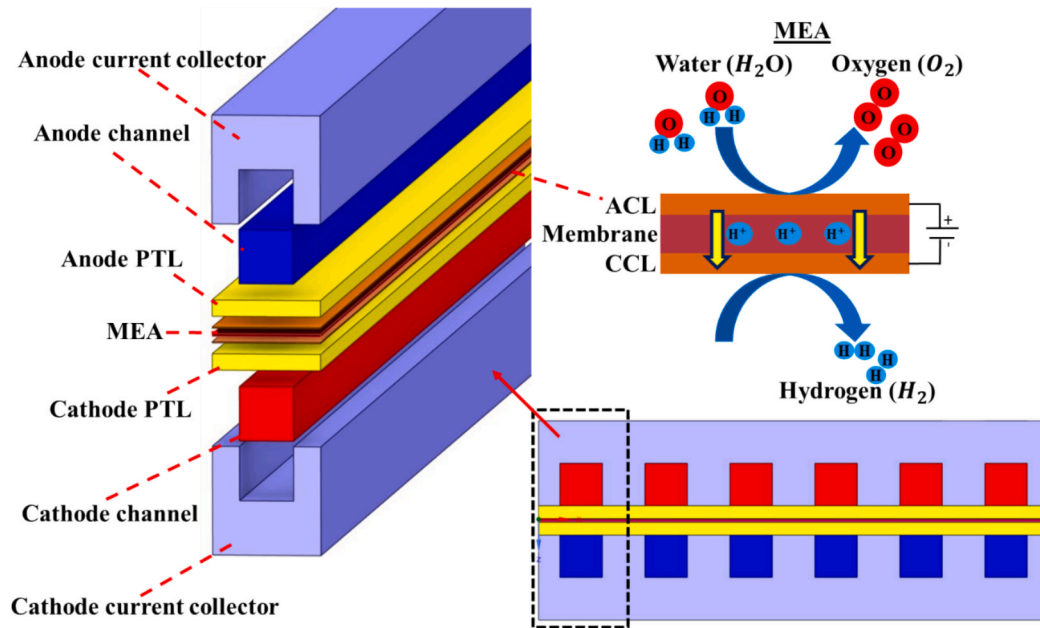 Anode current collector
Anode channel
Anode PTL
MEA
Cathode PTL
Cathode channel
Cathode current collector
MEA
Water (H₂O)
Oxygen (O₂)
O
H H
O
H H
O
O
O
O
ACL
Membrane
CCL
H⁺ H⁺ H⁺
+
-
H H
H
H
Hydrogen (H₂)
z